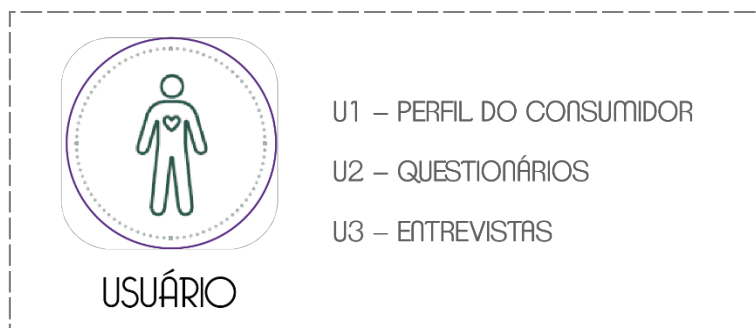 U1 – PERFIL DO CONSUMIDOR
U2 – QUESTIONÁRIOS
U3 – ENTREVISTAS
USUÁRIO